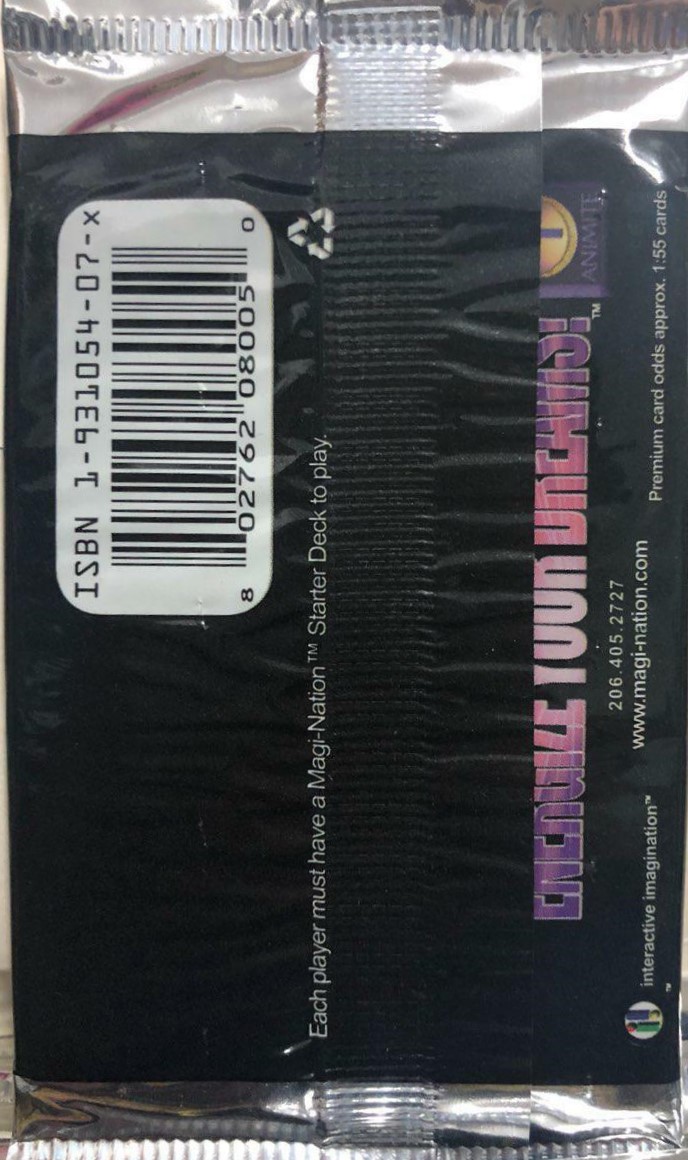 ISBN 1-931054-07-X
8 02762 08005 0
Each player must have a Magi-Nation™ Starter Deck to play.
ENERGIZE YOUR DREAMS!™
1
ANIMITE
206.405.2727
www.magi-nation.com
interactive imagination™
Premium card odds approx. 1:55 cards